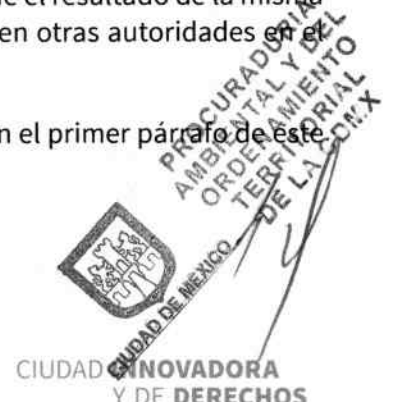 e el resultado de la misma
en otras autoridades en el
n el primer párrafo de este
PROCURADURIA
AMBIENTAL Y DEL
ORDENAMIENTO
TERRITORIAL
DE LA CDMX
CIUDAD DE MÉXICO
CIUDAD INNOVADORA
Y DE DERECHOS